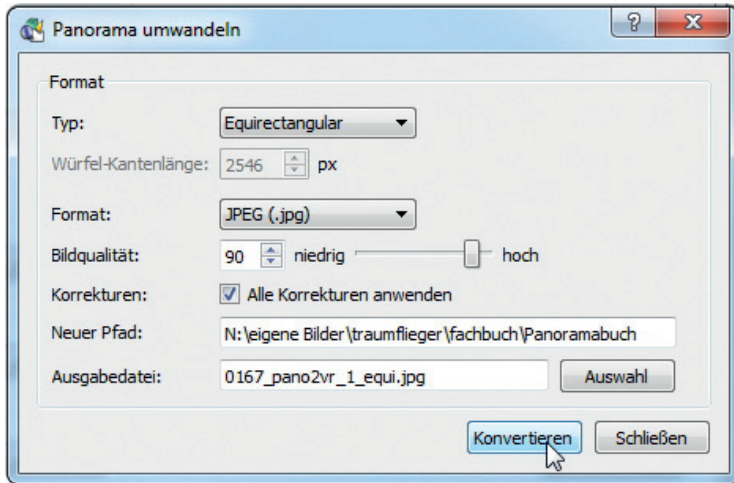 Panorama umwandeln
Format
Typ: Equirectangular
Würfel-Kantenlänge: 2546 px
Format: JPEG (.jpg)
Bildqualität: 90 niedrig hoch
Korrekturen: Alle Korrekturen anwenden
Neuer Pfad: N:\eigene Bilder\traumflieger\fachbuch\Panoramabuch
Ausgabedatei: 0167_pano2vr_1_equi.jpg Auswahl
Konvertieren Schließen